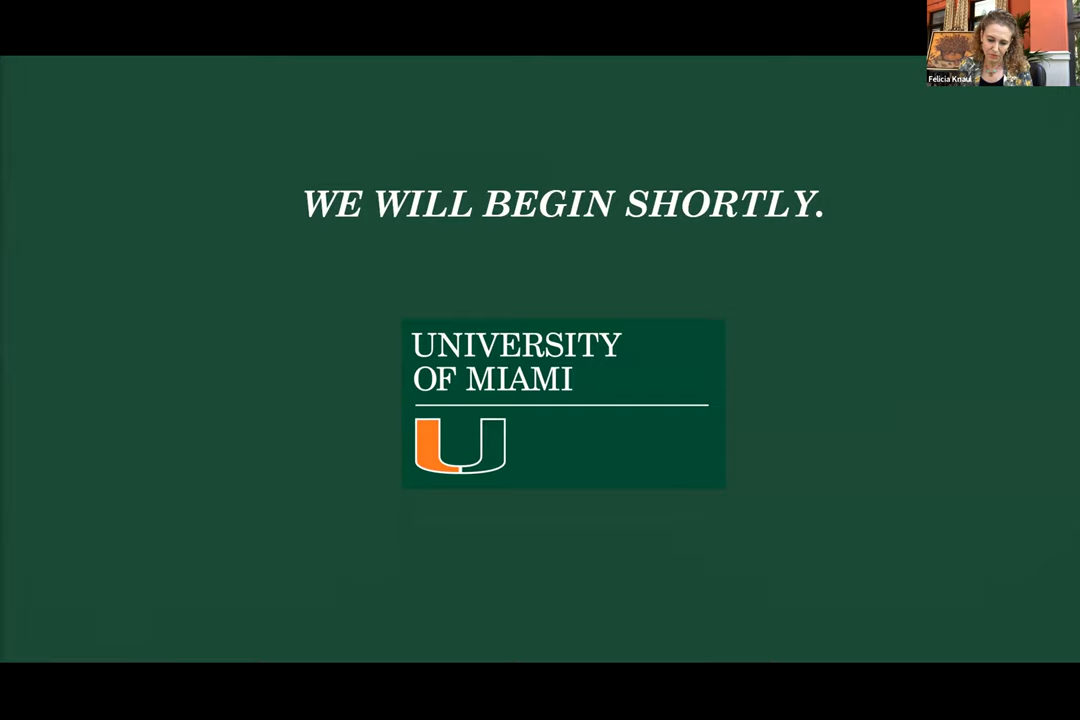 Felicia Knaul
WE WILL BEGIN SHORTLY.
UNIVERSITY
OF MIAMI
U